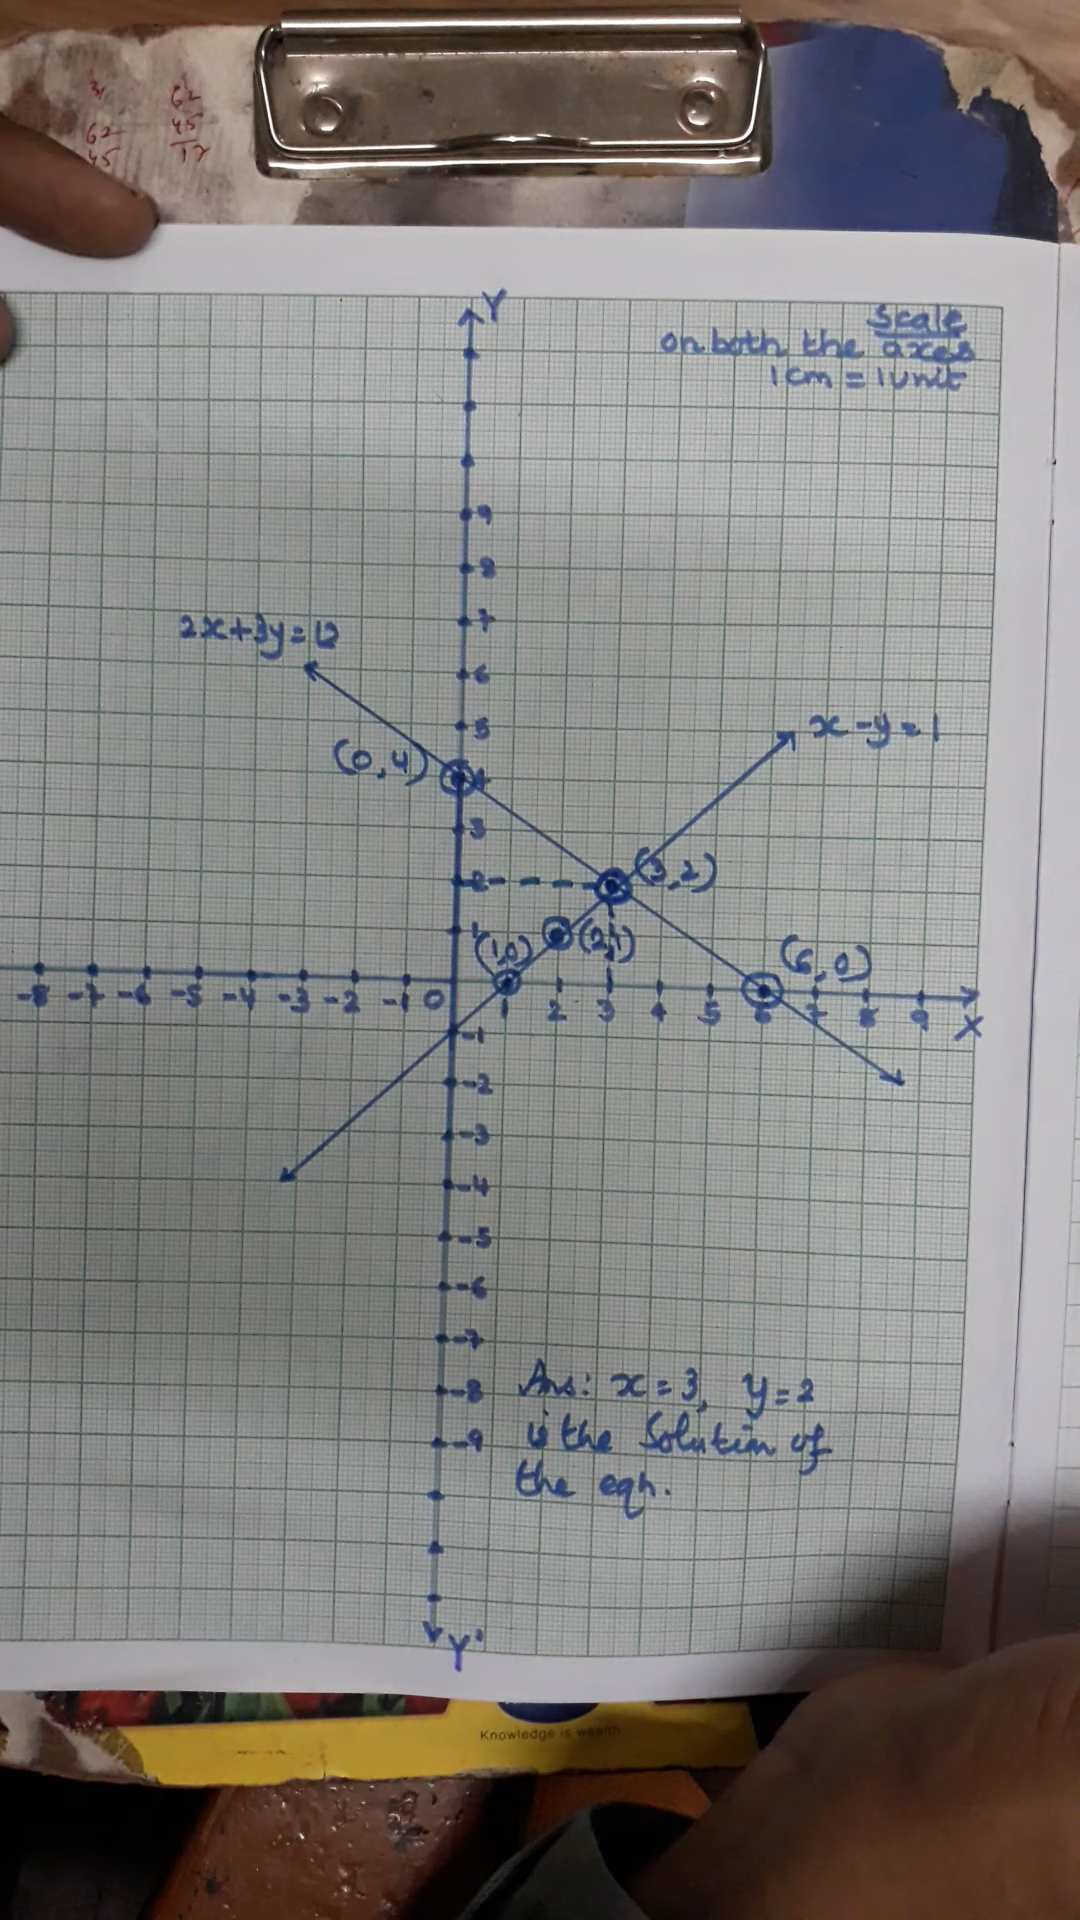 31
62
45
62
45
17
Y
Scale
on both the axes
1cm = 1unit
9
8
7
2x+3y=12
6
5
x-y=1
(0,4)
4
3
(3,2)
2
1
(1,0)
(2,1)
(6,0)
-8 -7 -6 -5 -4 -3 -2 -1 0 1 2 3 4 5 6 7 8 9
X
-1
-2
-3
-4
-5
-6
-7
-8
-9
Ans: x=3, y=2
is the Solution of
the eqn.
Y'
Knowledge is wealth